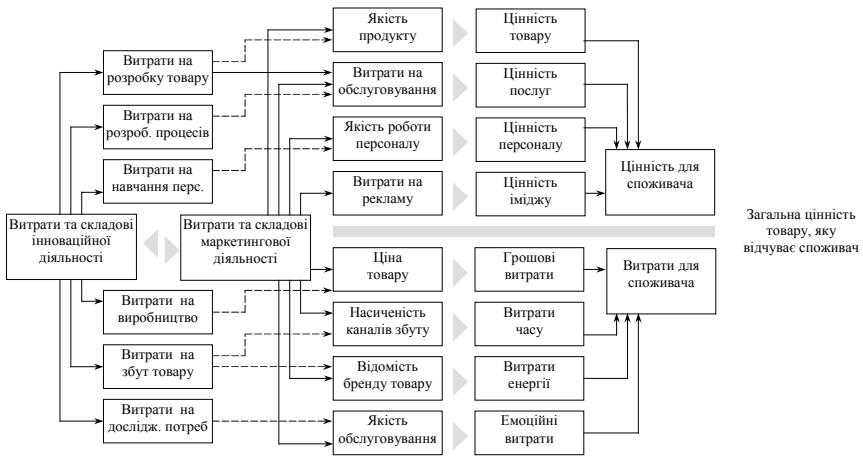 Витрати на
розробку товару
Витрати на
розроб. процесів
Витрати на
навчання перс.
Витрати та складові
інноваційної
діяльності
Витрати на
виробництво
Витрати на
збут товару
Витрати на
дослідж. потреб
Витрати та складові
маркетингової
діяльності
Якість
продукту
Витрати на
обслуговування
Якість роботи
персоналу
Витрати на
рекламу
Ціна
товару
Насиченість
каналів збуту
Відомість
бренду товару
Якість
обслуговування
Цінність
товару
Цінність
послуг
Цінність
персоналу
Цінність
іміджу
Грошові
витрати
Витрати
часу
Витрати
енергії
Емоційні
витрати
Цінність для
споживача
Витрати для
споживача
Загальна цінність
товару, яку
відчуває споживач